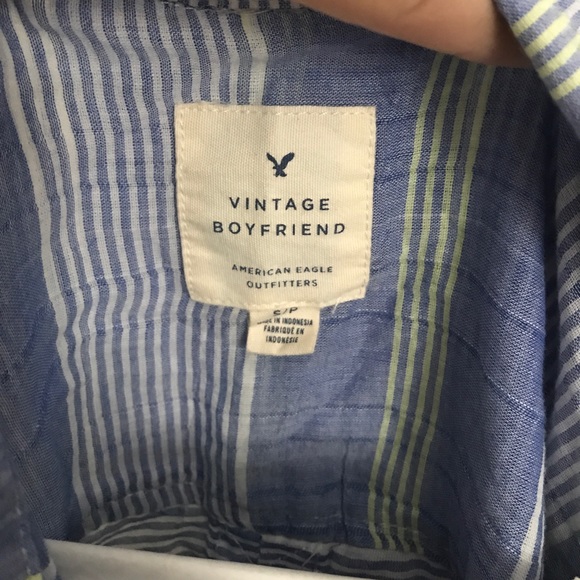 VINTAGE
BOYFRIEND
AMERICAN EAGLE
OUTFITTERS
S/P
MADE IN INDONESIA
FABRIQUÉ EN
INDONÉSIE